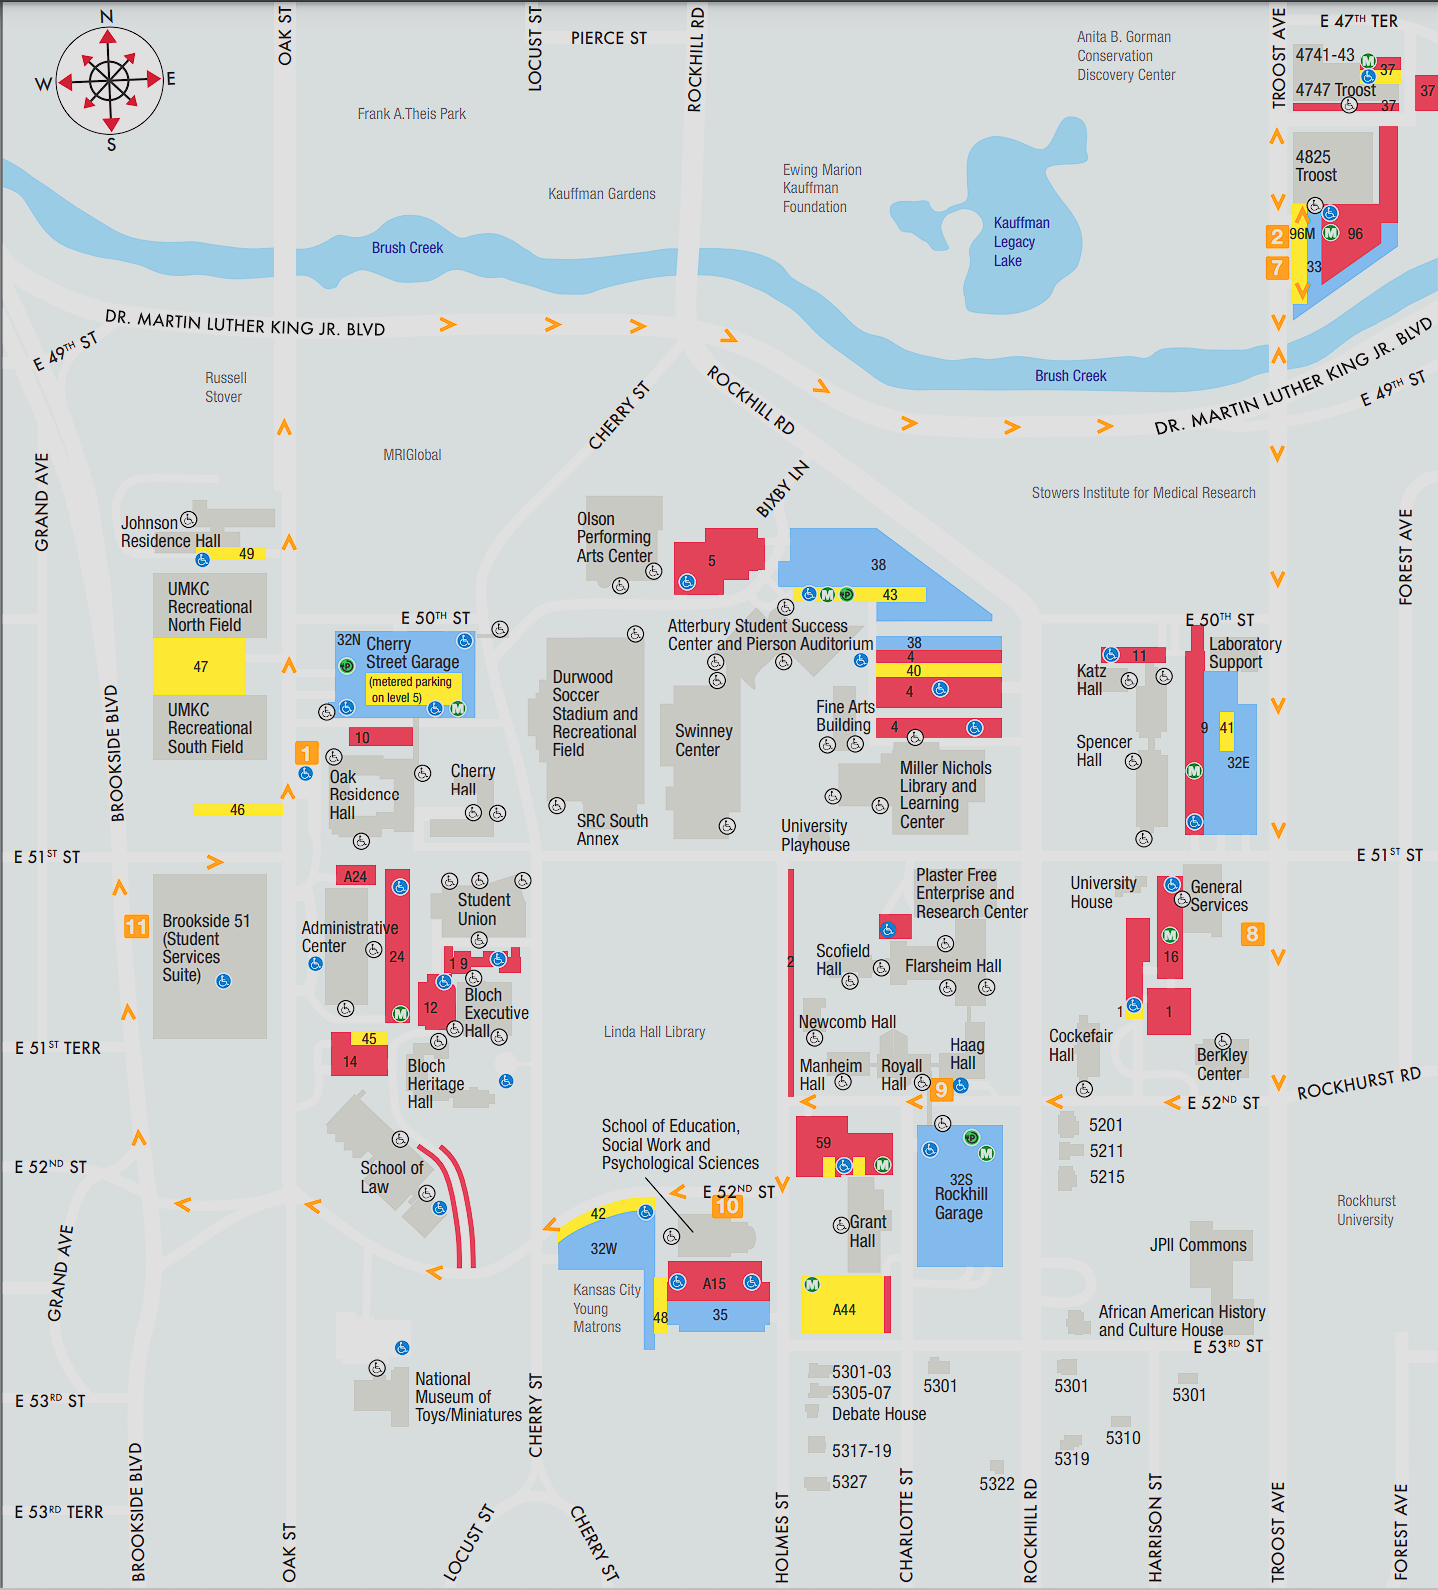 N
W
E
S
OAK ST
LOCUST ST
PIERCE ST
ROCKHILL RD
TROOST AVE
E 47TH TER
Anita B. Gorman
Conservation
Discovery Center
4741-43
M
37
4747 Troost
37
37
Frank A.Theis Park
Ewing Marion
Kauffman
Foundation
Kauffman Gardens
4825
Troost
Kauffman
Legacy
Lake
Brush Creek
2
96M
M
96
7
33
DR. MARTIN LUTHER KING JR. BLVD
E 49TH ST
Russell
Stover
Brush Creek
DR. MARTIN LUTHER KING JR. BLVD
E 49TH ST
CHERRY ST
ROCKHILL RD
MRIGlobal
BIXBY LN
Stowers Institute for Medical Research
GRAND AVE
FOREST AVE
Johnson
Residence Hall
49
Olson
Performing
Arts Center
5
38
M
P
43
UMKC
Recreational
North Field
E 50TH ST
32N
Cherry
Street Garage
P
(metered parking
on level 5)
M
47
Atterbury Student Success
Center and Pierson Auditorium
38
4
40
4
4
E 50TH ST
Laboratory
Support
11
Katz
Hall
Durwood
Soccer
Stadium and
Recreational
Field
Swinney
Center
Fine Arts
Building
BROOKSIDE BLVD
UMKC
Recreational
South Field
10
1
Oak
Residence
Hall
Cherry
Hall
Spencer
Hall
9
41
32E
M
Miller Nichols
Library and
Learning
Center
46
SRC South
Annex
University
Playhouse
E 51ST ST
E 51ST ST
A24
Student
Union
Administrative
Center
24
M
Plaster Free
Enterprise and
Research Center
University
House
General
Services
M
16
8
11
Brookside 51
(Student
Services
Suite)
19
12
Bloch
Executive
Hall
2
Scofield
Hall
Flarsheim Hall
1
1
Linda Hall Library
Newcomb Hall
E 51ST TERR
45
14
Bloch
Heritage
Hall
Manheim
Hall
Royall
Hall
Haag
Hall
9
Cockefair
Hall
Berkley
Center
E 52ND ST
ROCKHURST RD
School of Education,
Social Work and
Psychological Sciences
59
M
P
M
32S
Rockhill
Garage
5201
5211
5215
E 52ND ST
School of
Law
E 52ND ST
10
42
32W
Grant
Hall
Rockhurst
University
JPII Commons
GRAND AVE
Kansas City
Young
Matrons
48
A15
35
M
A44
African American History
and Culture House
E 53RD ST
National
Museum of
Toys/Miniatures
E 53RD ST
5301-03
5305-07
Debate House
5317-19
5327
5301
5301
5301
5310
5319
5322
E 53RD TERR
BROOKSIDE BLVD
OAK ST
LOCUST ST
CHERRY ST
CHERRY ST
HOLMES ST
CHARLOTTE ST
ROCKHILL RD
HARRISON ST
TROOST AVE
FOREST AVE